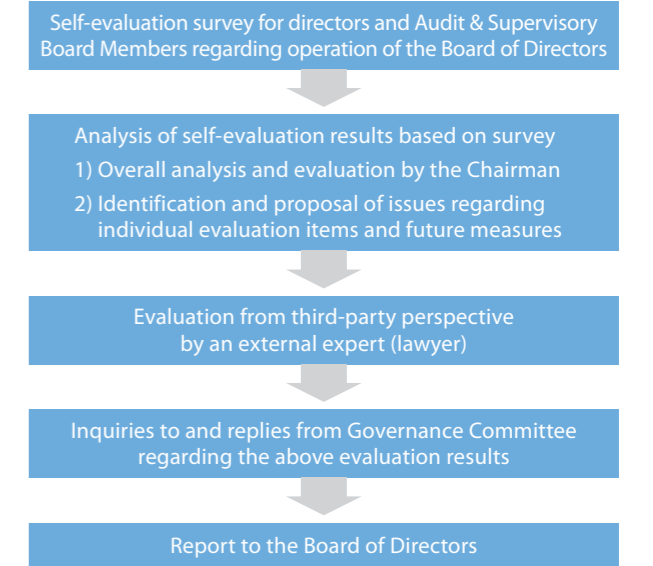 Self-evaluation survey for directors and Audit & Supervisory
Board Members regarding operation of the Board of Directors
Analysis of self-evaluation results based on survey
1) Overall analysis and evaluation by the Chairman
2) Identification and proposal of issues regarding
individual evaluation items and future measures
Evaluation from third-party perspective
by an external expert (lawyer)
Inquiries to and replies from Governance Committee
regarding the above evaluation results
Report to the Board of Directors